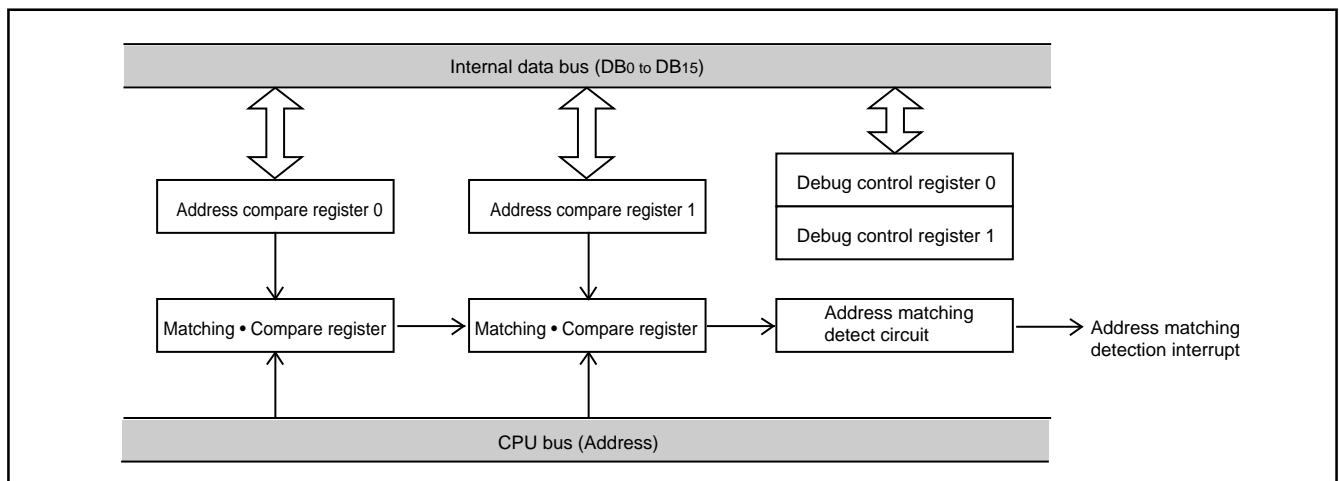 Internal data bus (DB0 to DB15)
Address compare register 0
Address compare register 1
Debug control register 0
Debug control register 1
Matching • Compare register
Matching • Compare register
Address matching
detect circuit
Address matching
detection interrupt
CPU bus (Address)